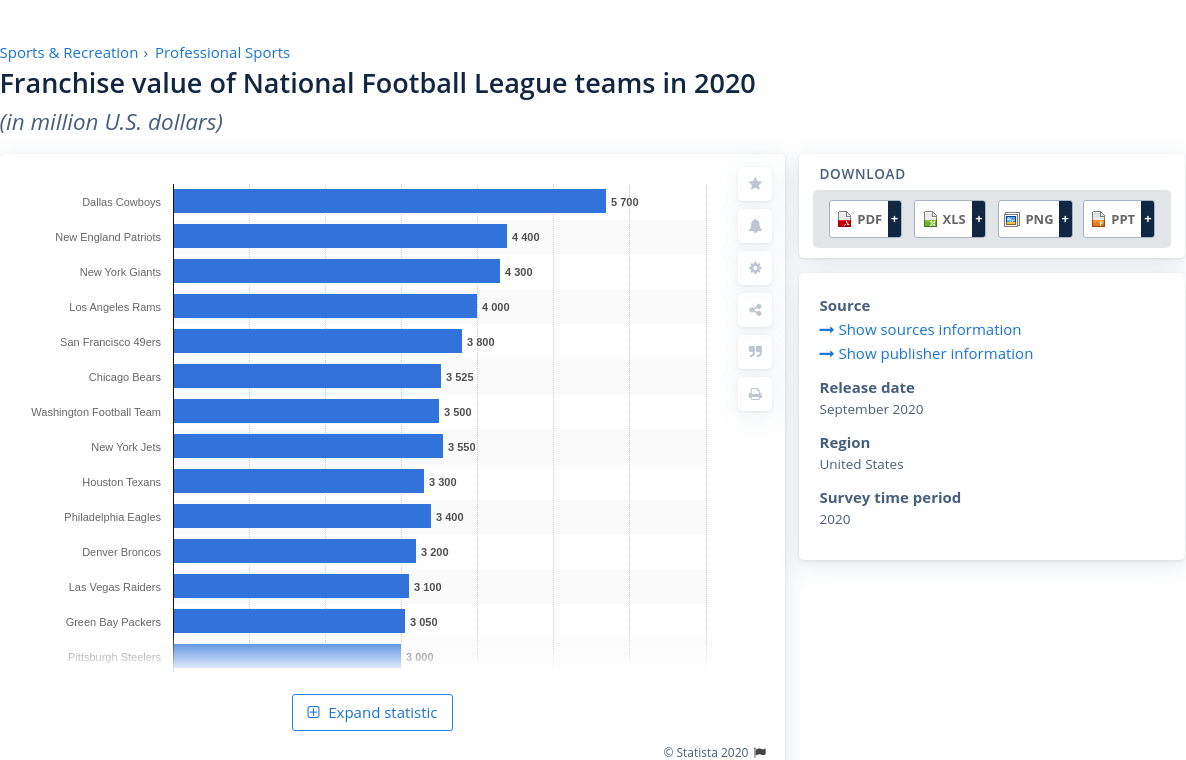 Sports & Recreation › Professional Sports
Franchise value of National Football League teams in 2020
(in million U.S. dollars)
Dallas Cowboys 5 700
New England Patriots 4 400
New York Giants 4 300
Los Angeles Rams 4 000
San Francisco 49ers 3 800
Chicago Bears 3 525
Washington Football Team 3 500
New York Jets 3 550
Houston Texans 3 300
Philadelphia Eagles 3 400
Denver Broncos 3 200
Las Vegas Raiders 3 100
Green Bay Packers 3 050
Pittsburgh Steelers 3 000
Expand statistic
© Statista 2020
DOWNLOAD
PDF + XLS + PNG + PPT +
Source
Show sources information
Show publisher information
Release date
September 2020
Region
United States
Survey time period
2020